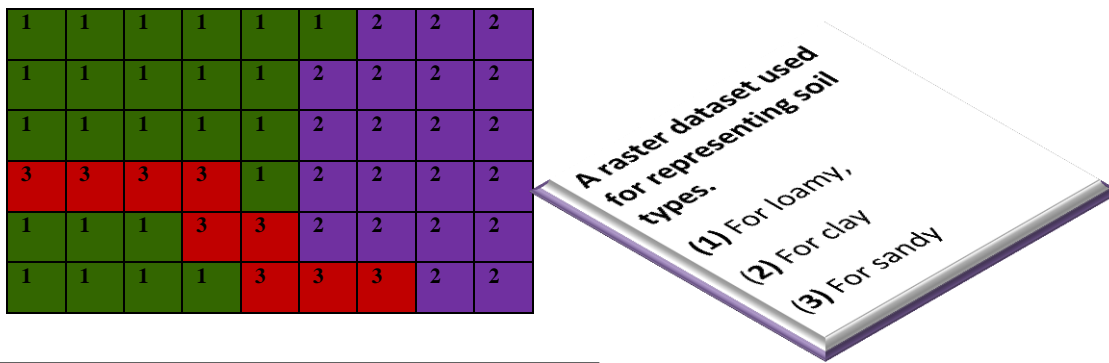 1 1 1 1 1 1 2 2 2
1 1 1 1 1 2 2 2 2
1 1 1 1 1 2 2 2 2
3 3 3 3 1 2 2 2 2
1 1 1 3 3 2 2 2 2
1 1 1 1 3 3 3 2 2
A raster dataset used
for representing soil
types.
(1) For loamy,
(2) For clay
(3) For sandy